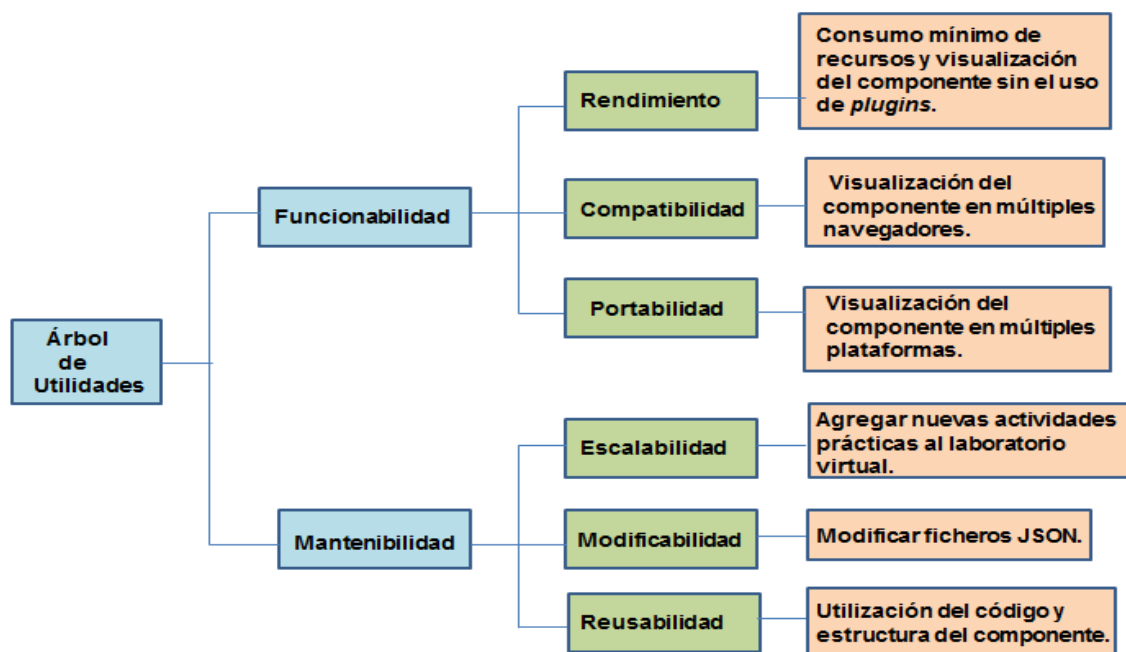 Árbol
de
Utilidades
Funcionabilidad
Rendimiento
Consumo mínimo de
recursos y visualización
del componente sin el uso
de plugins.
Compatibilidad
Visualización del
componente en múltiples
navegadores.
Portabilidad
Visualización del
componente en múltiples
plataformas.
Mantenibilidad
Escalabilidad
Agregar nuevas actividades
prácticas al laboratorio
virtual.
Modificabilidad
Modificar ficheros JSON.
Reusabilidad
Utilización del código y
estructura del componente.